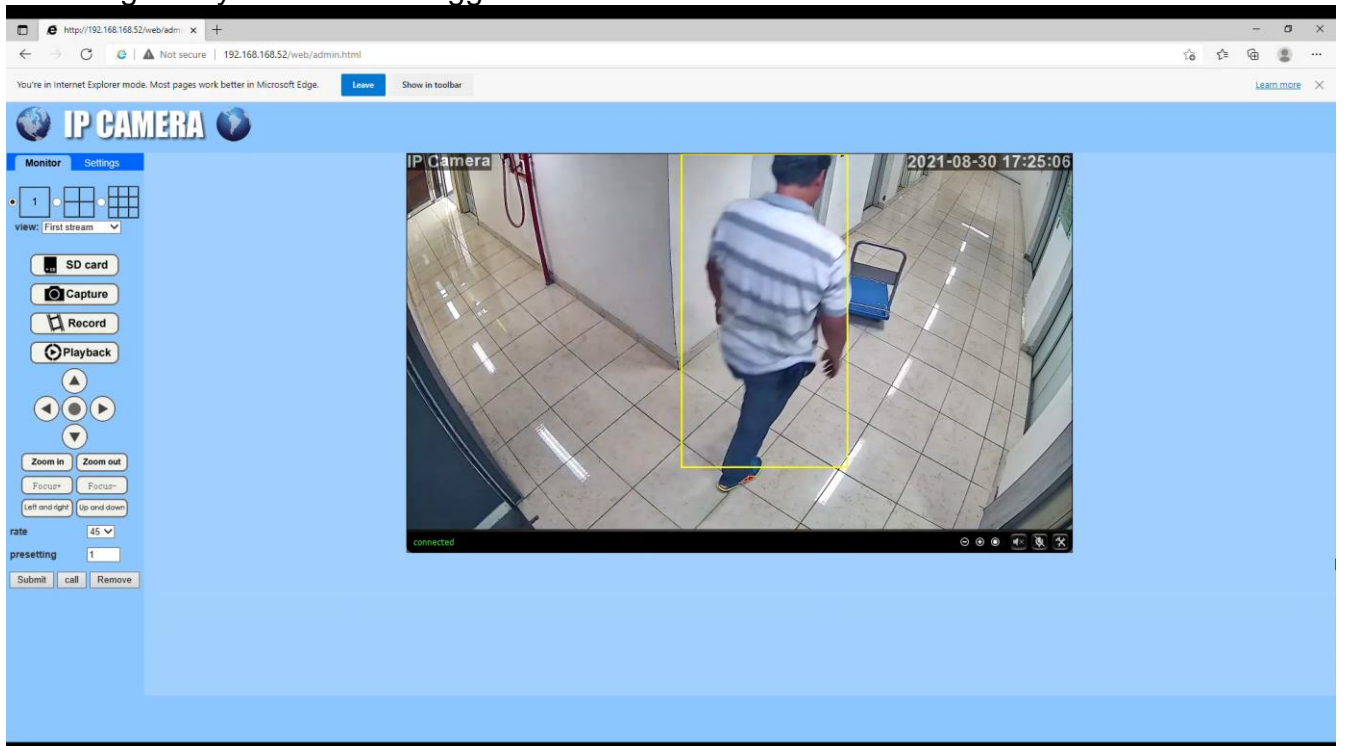 http://192.168.168.52/web/adm
Not secure 192.168.168.52/web/admin.html
You're in Internet Explorer mode. Most pages work better in Microsoft Edge. Leave Show in toolbar Learn more
IP CAMERA
Monitor Settings
IP Camera 2021-08-30 17:25:06
1
view: First stream
SD card
Capture
Record
Playback
Zoom in Zoom out
Focus+ Focus-
Left and right Up and down
rate 45
presetting 1
Submit call Remove
connected